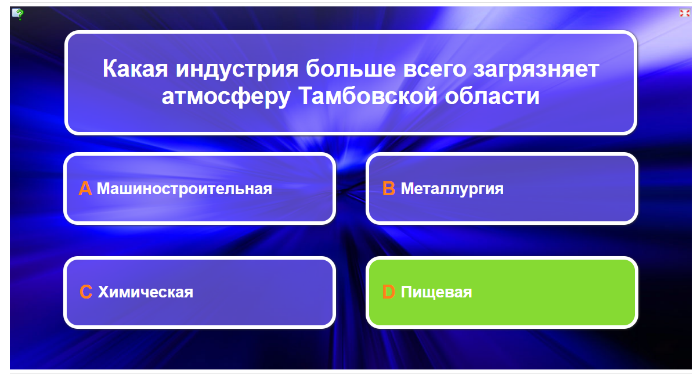 Какая индустрия больше всего загрязняет
атмосферу Тамбовской области
A Машиностроительная
B Металлургия
C Химическая
D Пищевая